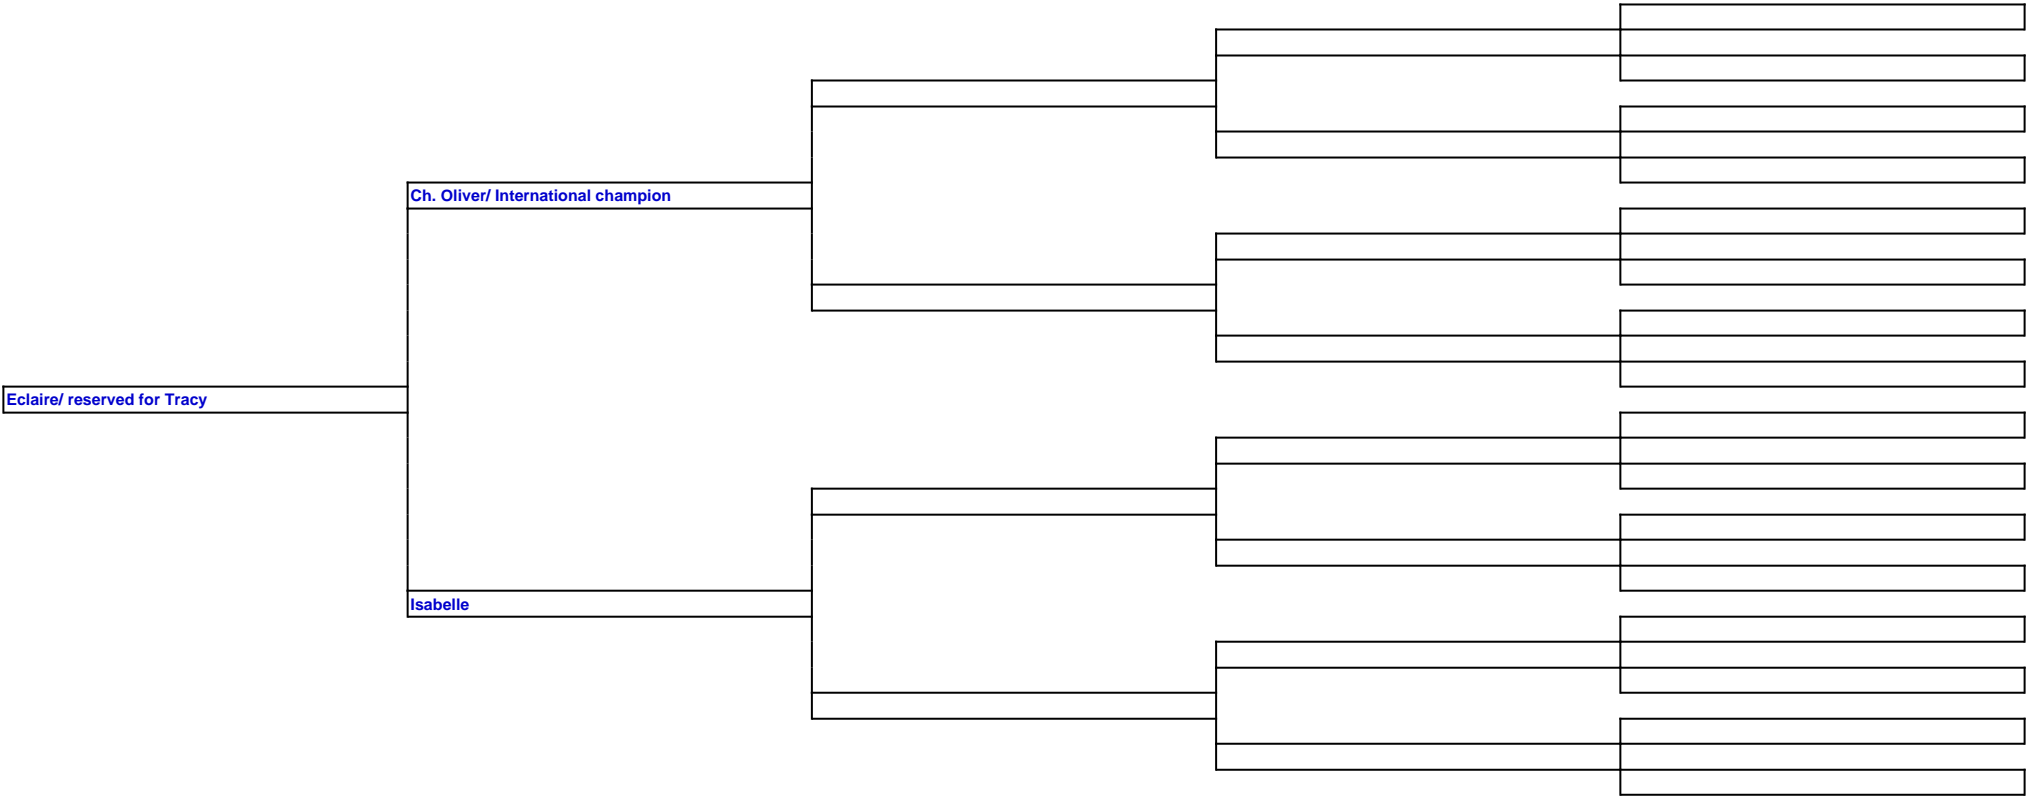 Ch. Oliver/ International champion
Eclaire/ reserved for Tracy
Isabelle